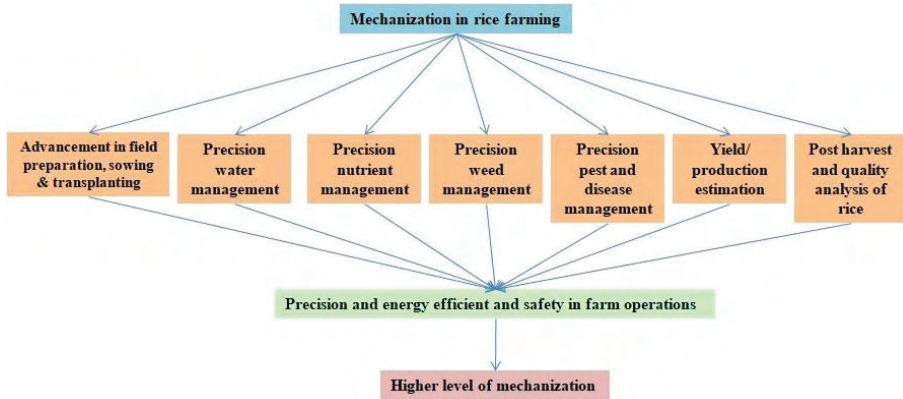 Mechanization in rice farming
Advancement in field
preparation, sowing
& transplanting
Precision
water
management
Precision
nutrient
management
Precision
weed
management
Precision
pest and
disease
management
Yield/
production
estimation
Post harvest
and quality
analysis of
rice
Precision and energy efficient and safety in farm operations
Higher level of mechanization